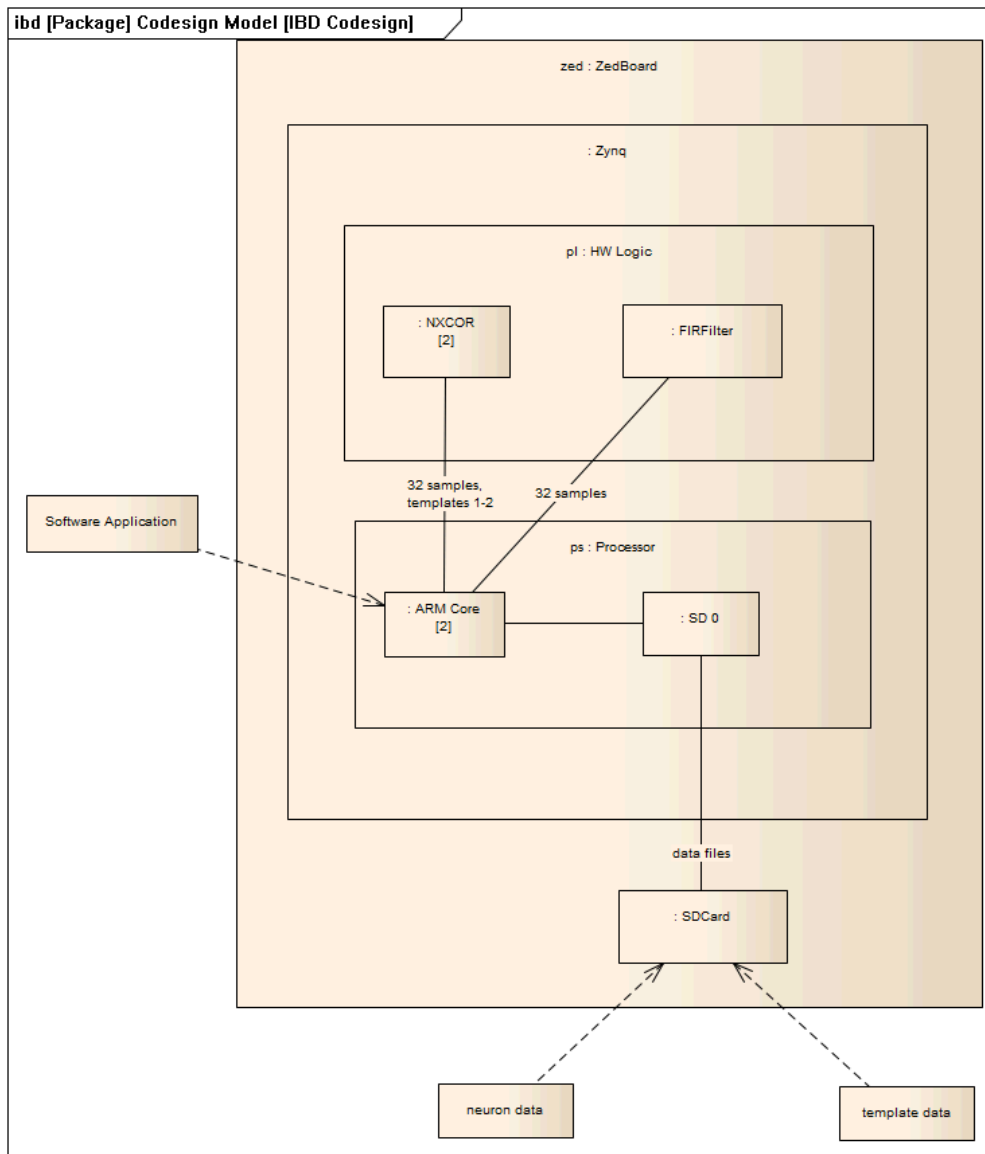 ibd [Package] Codesign Model [IBD Codesign]
zed : ZedBoard
: Zynq
pl : HW Logic
: NXCOR
[2]
: FIRFilter
32 samples,
templates 1-2
32 samples
Software Application
ps : Processor
: ARM Core
[2]
: SD 0
data files
: SDCard
neuron data
template data